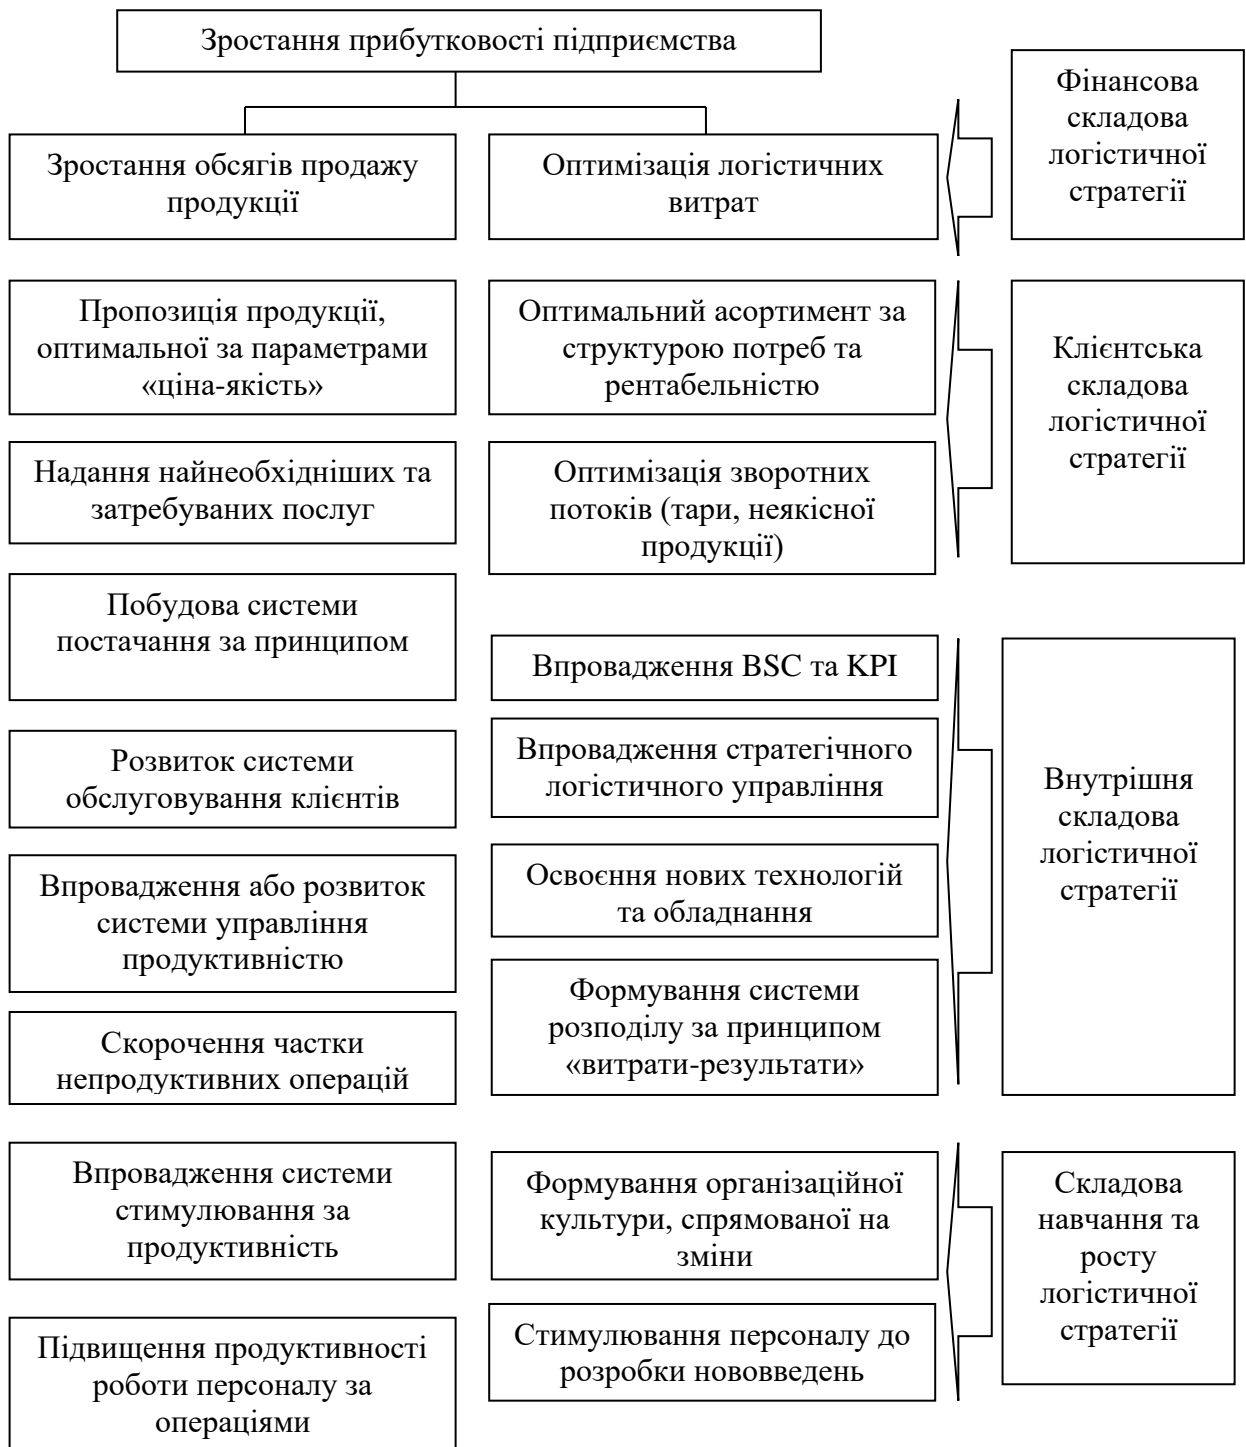 Зростання прибутковості підприємства
Фінансова
складова
логістичної
стратегії
Зростання обсягів продажу
продукції
Оптимізація логістичних
витрат
Пропозиція продукції,
оптимальної за параметрами
«ціна-якість»
Оптимальний асортимент за
структурою потреб та
рентабельністю
Клієнтська
складова
логістичної
стратегії
Надання найнеобхідніших та
затребуваних послуг
Оптимізація зворотних
потоків (тари, неякісної
продукції)
Побудова системи
постачання за принципом
Впровадження BSC та KPI
Розвиток системи
обслуговування клієнтів
Впровадження стратегічного
логістичного управління
Внутрішня
складова
логістичної
стратегії
Впровадження або розвиток
системи управління
продуктивністю
Освоєння нових технологій
та обладнання
Скорочення частки
непродуктивних операцій
Формування системи
розподілу за принципом
«витрати-результати»
Впровадження системи
стимулювання за
продуктивність
Формування організаційної
культури, спрямованої на
зміни
Складова
навчання та
росту
логістичної
стратегії
Підвищення продуктивності
роботи персоналу за
операціями
Стимулювання персоналу до
розробки нововведень